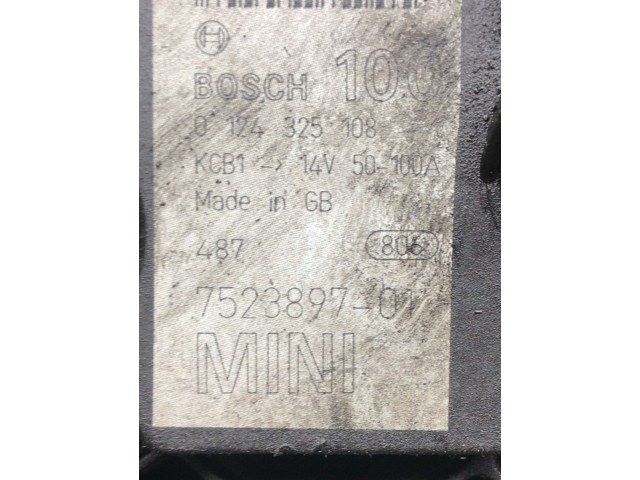 BOSCH 100
0 124 325 108
KCB1 -> 14V 50-100A
Made in GB
487 806
7523897-01
MINI